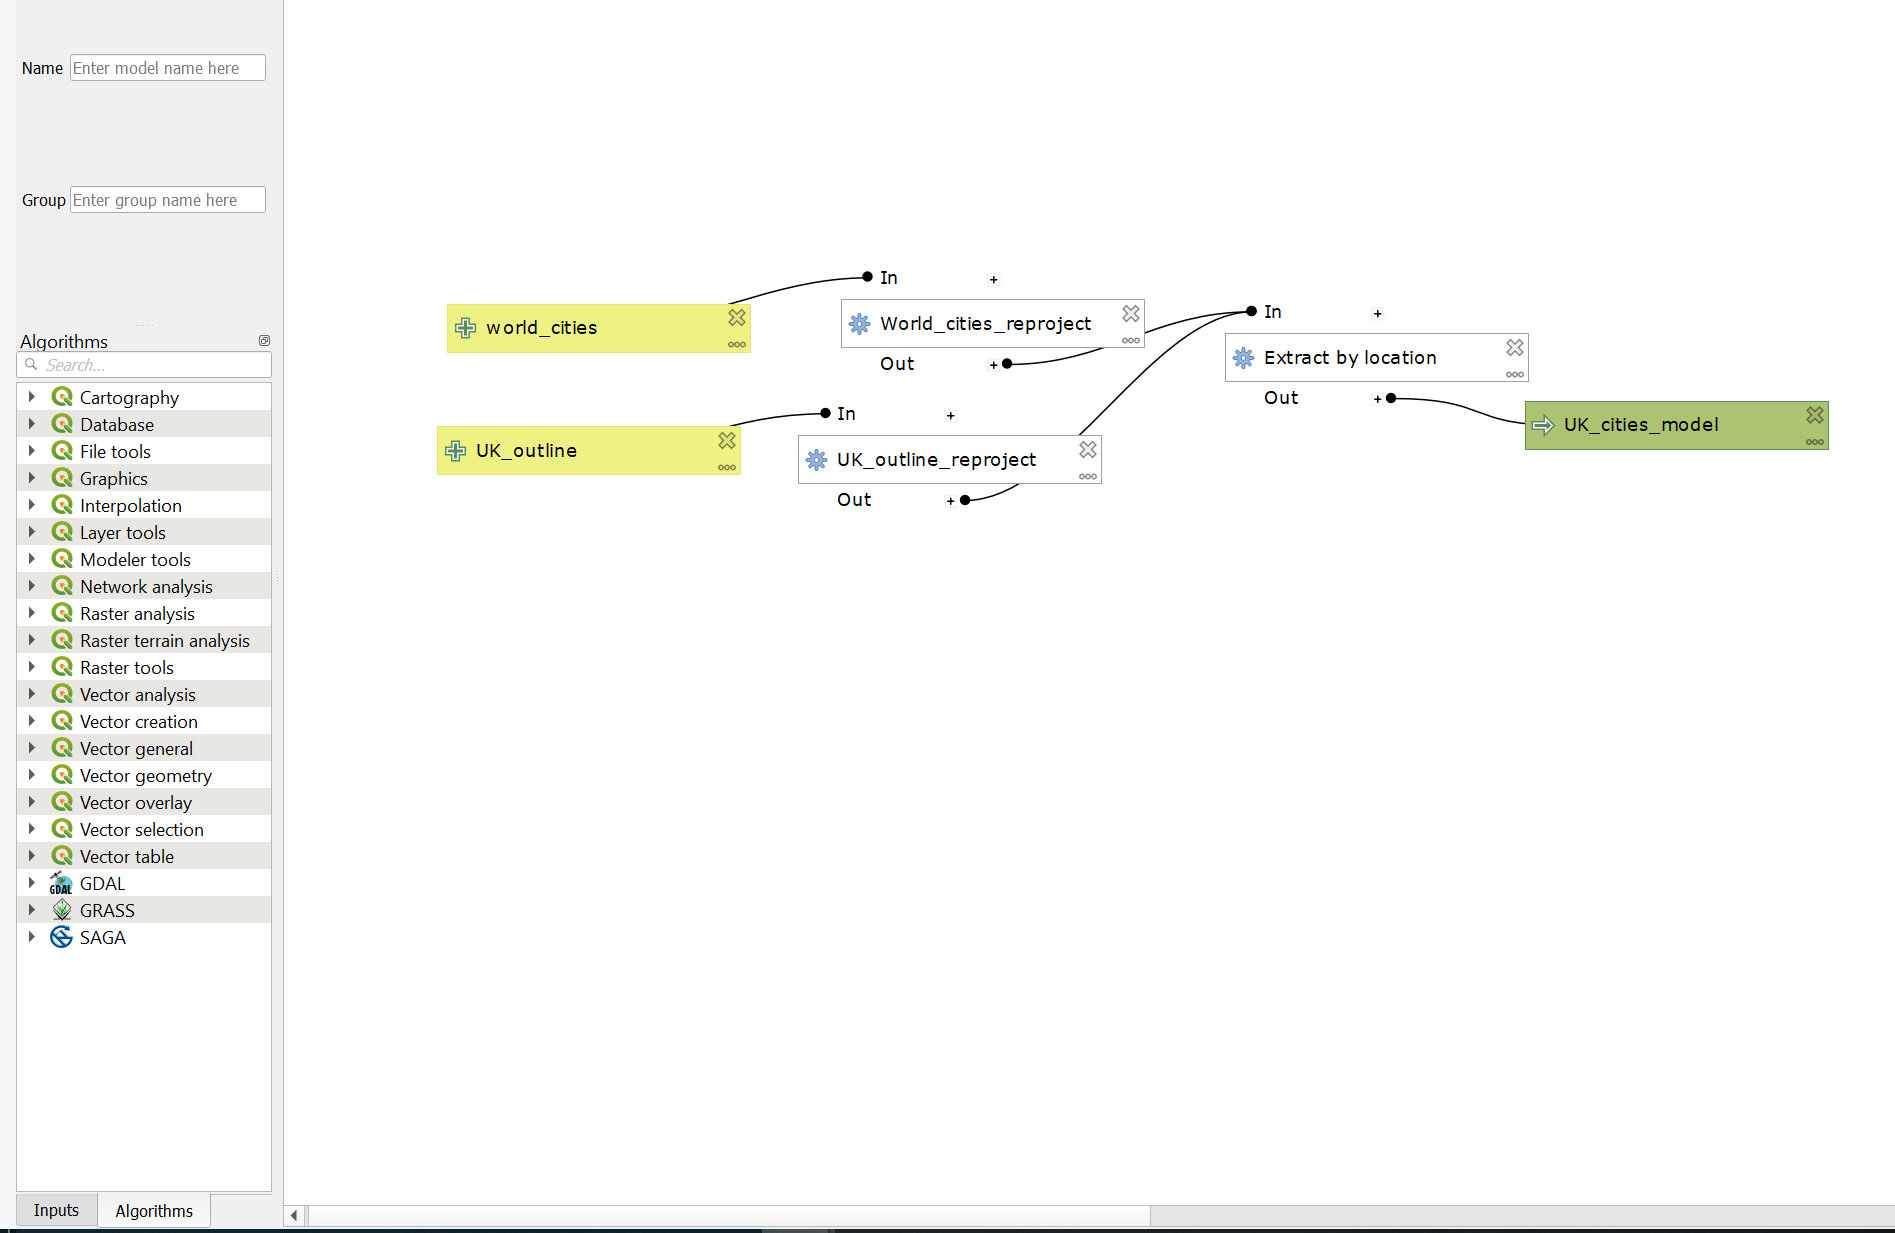 Name Enter model name here
Group Enter group name here
Algorithms
Search...
Cartography
Database
File tools
Graphics
Interpolation
Layer tools
Modeler tools
Network analysis
Raster analysis
Raster terrain analysis
Raster tools
Vector analysis
Vector creation
Vector general
Vector geometry
Vector overlay
Vector selection
Vector table
GDAL GDAL
GRASS
SAGA
Inputs Algorithms
world_cities
UK_outline
In +
World_cities_reproject
Out +
In +
UK_outline_reproject
Out +
In +
Extract by location
Out +
UK_cities_model